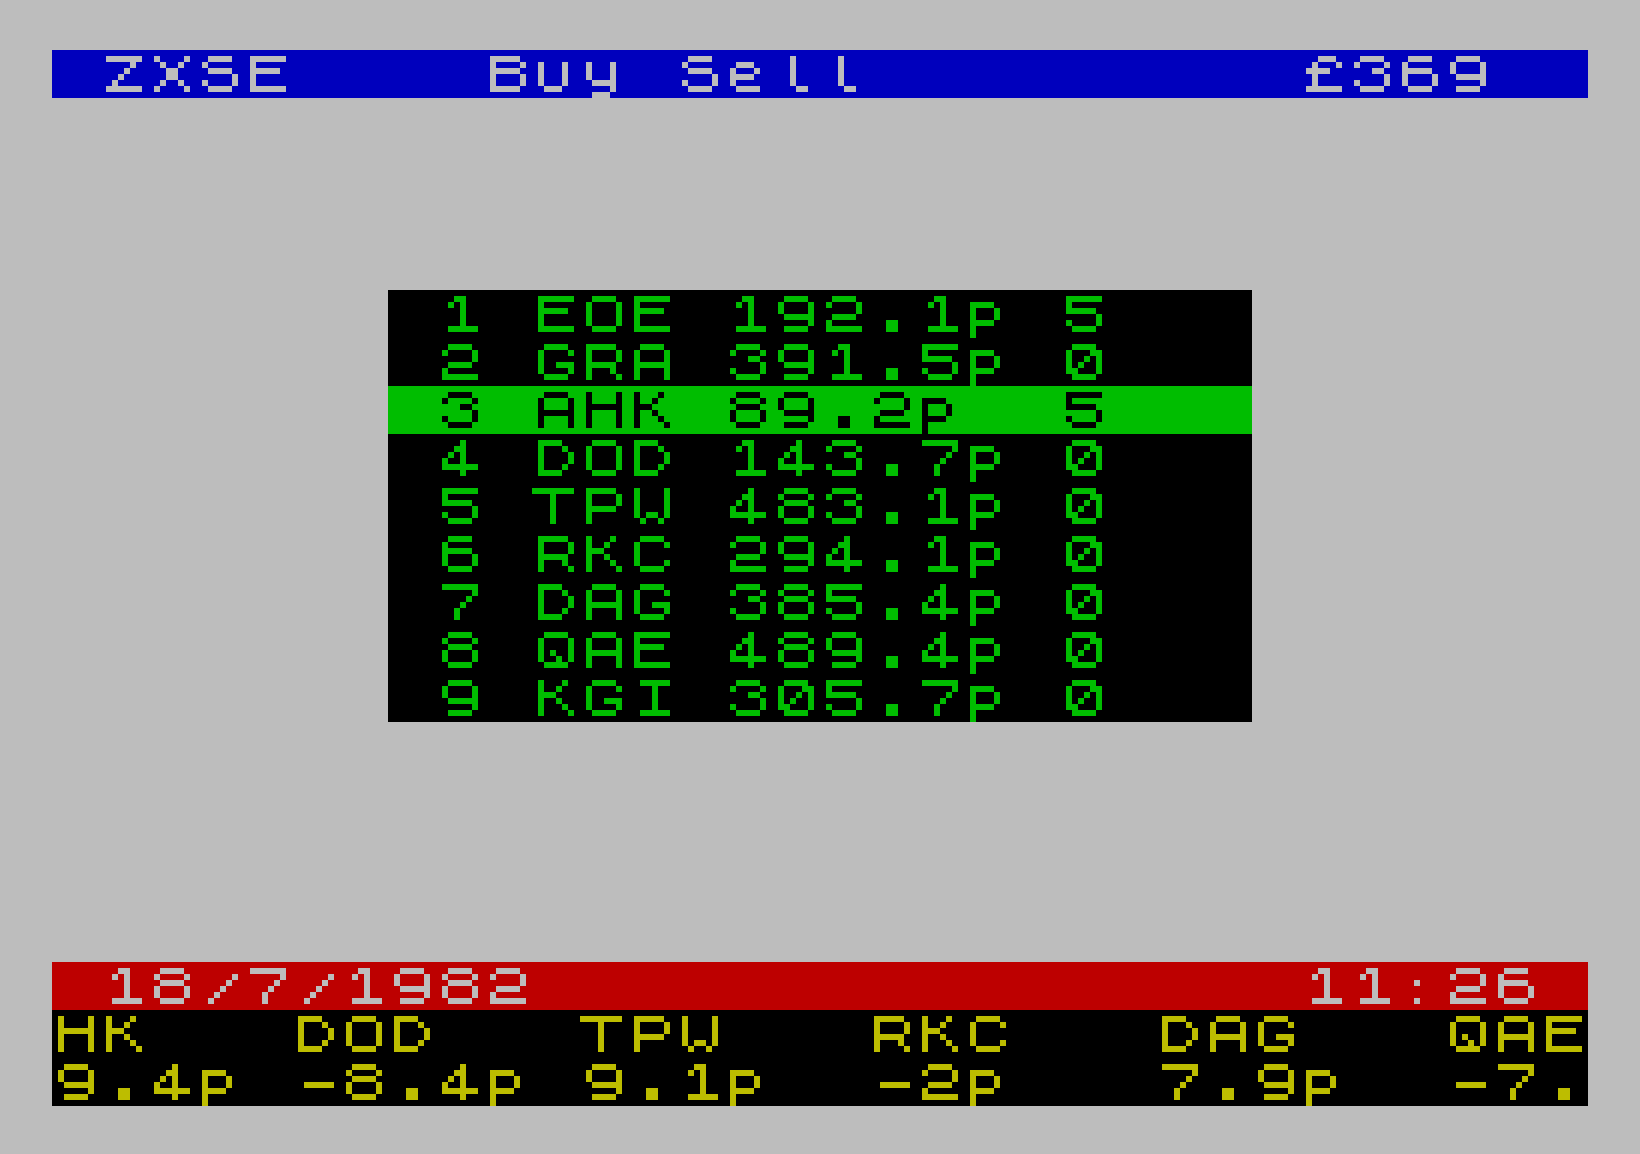 ZXSE Buy Sell £369
1 EOE 192.1p 5
2 GRA 391.5p 0
3 AHK 89.2p 5
4 DOD 143.7p 0
5 TPW 483.1p 0
6 RKC 294.1p 0
7 DAG 385.4p 0
8 QAE 489.4p 0
9 KGI 305.7p 0
18/7/1982 11:26
HK DOD TPW RKC DAG QAE
9.4p -8.4p 9.1p -2p 7.9p -7.